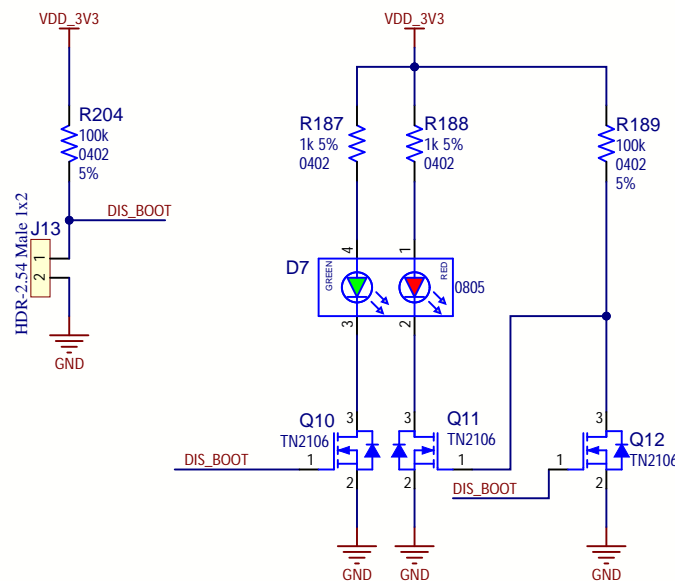 VDD_3V3
R204
100k
0402
5%
DIS_BOOT
J13
HDR-2.54 Male 1x2
1
2
GND
VDD_3V3
R187
1k 5%
0402
R188
1k 5%
0402
R189
100k
0402
5%
4
1
D7
GREEN
RED
0805
3
2
Q10
TN2106
3
DIS_BOOT
1
2
GND
3
Q11
TN2106
1
2
GND
DIS_BOOT
3
Q12
TN2106
1
2
GND